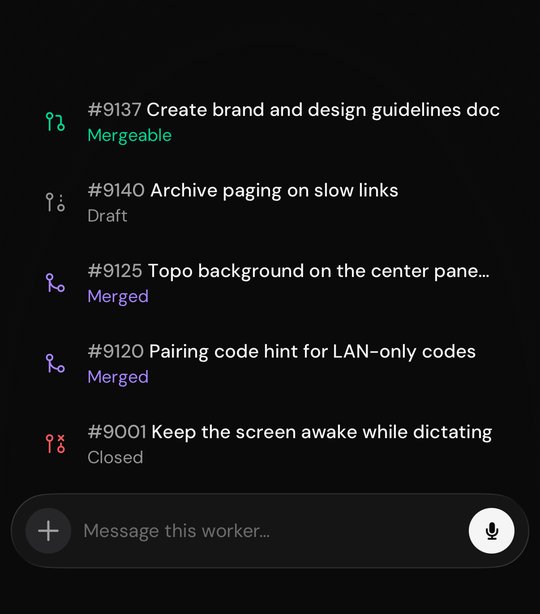 #9137 Create brand and design guidelines doc
Mergeable
#9140 Archive paging on slow links
Draft
#9125 Topo background on the center pane...
Merged
#9120 Pairing code hint for LAN-only codes
Merged
#9001 Keep the screen awake while dictating
Closed
Message this worker...